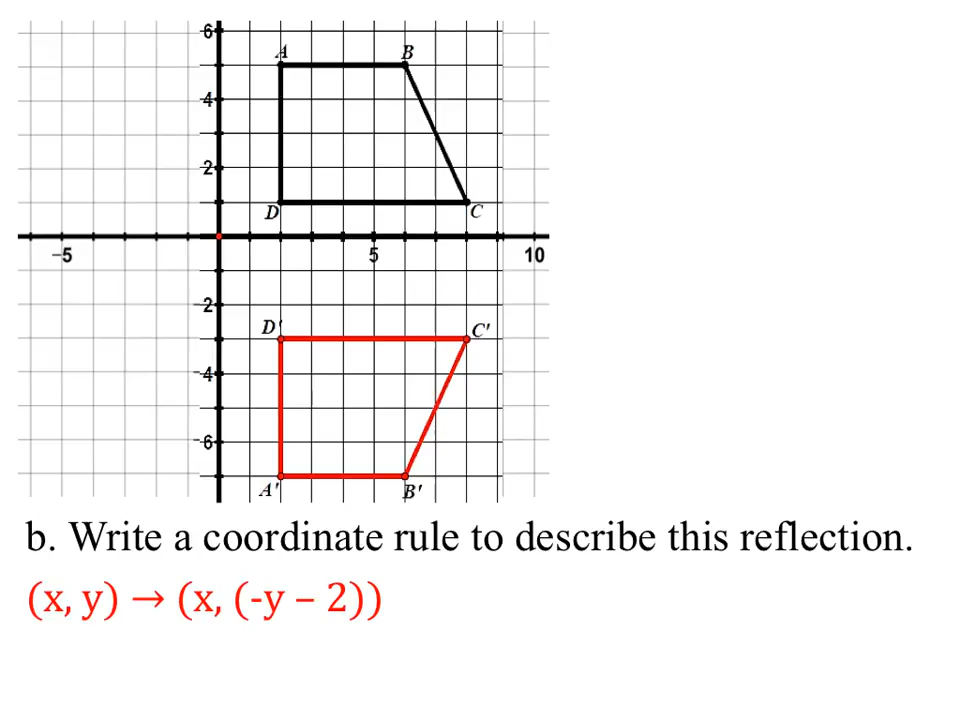 6
A B
4
2
D C
-5 5 10
-2
D' C'
-4
-6
A' B'
b. Write a coordinate rule to describe this reflection.
(x, y) → (x, (-y – 2))